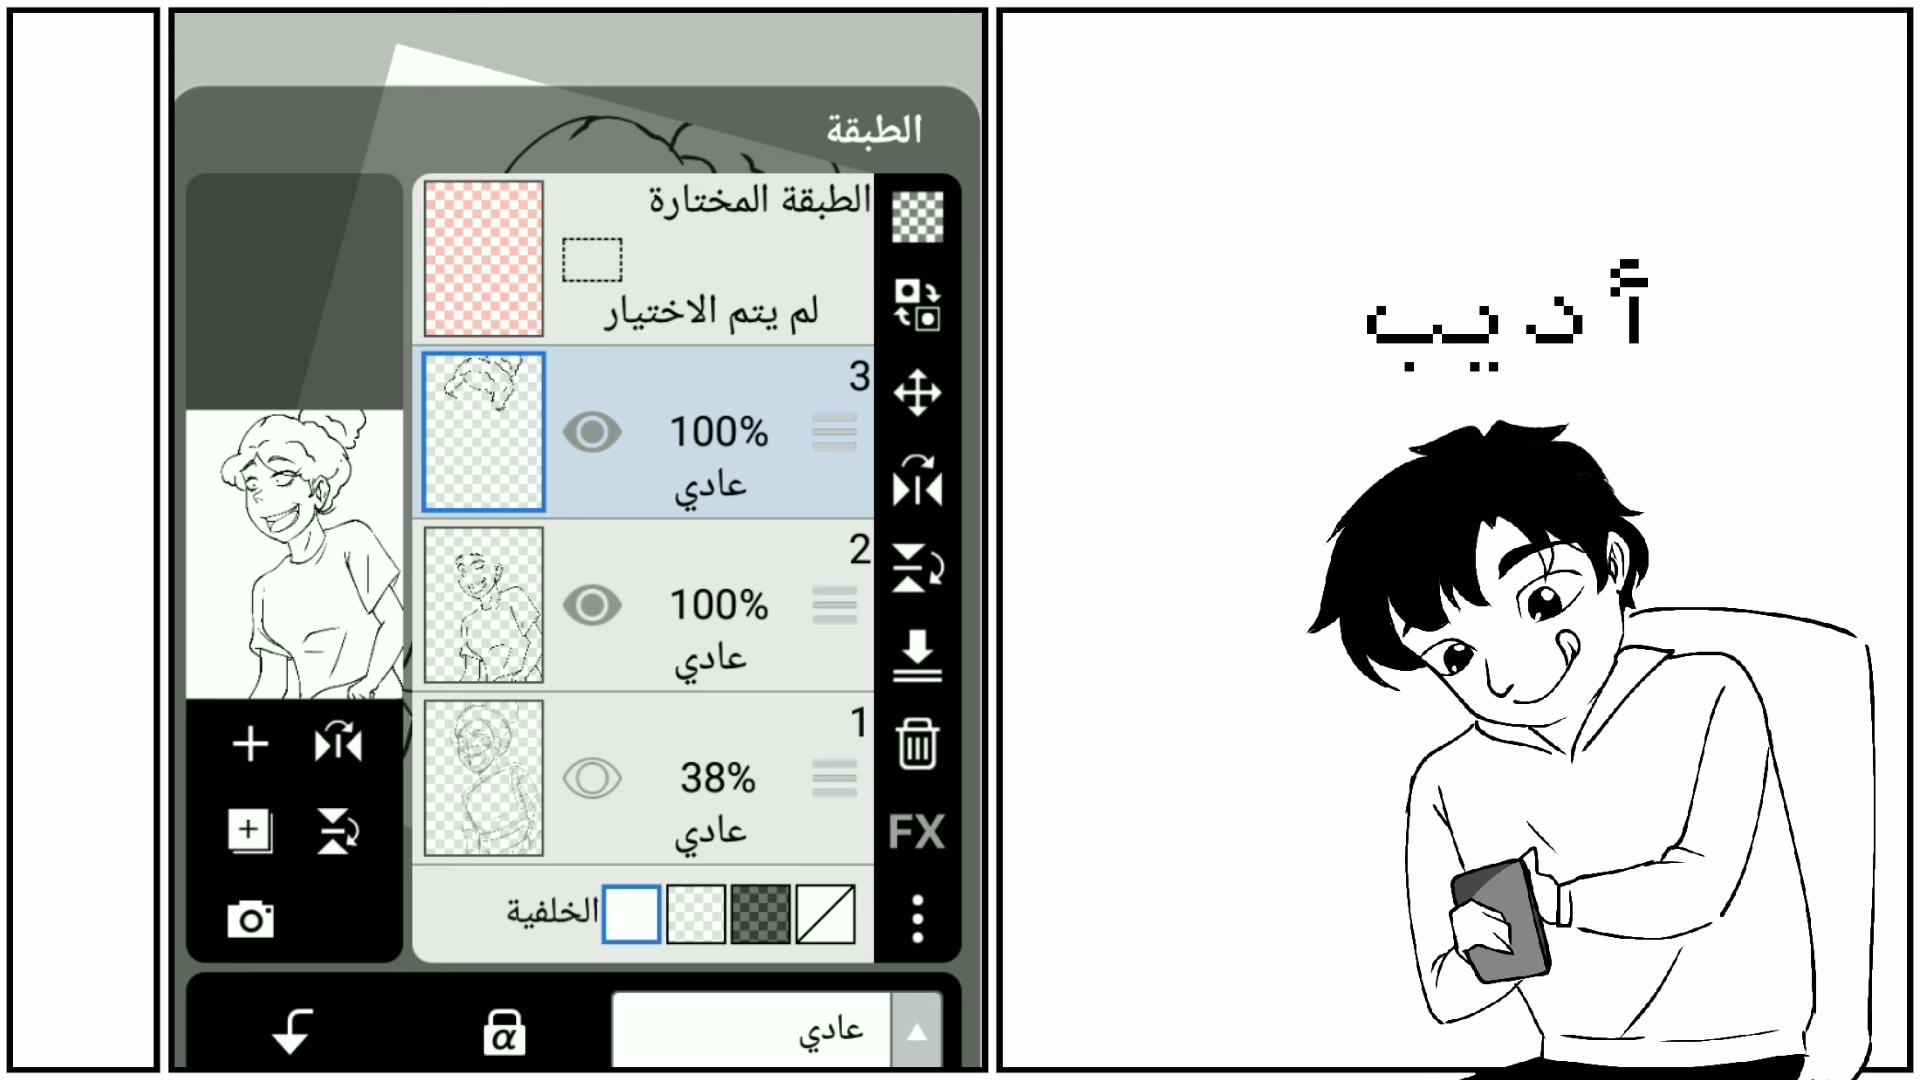 الطبقة
الطبقة المختارة
لم يتم الاختيار
3
100%
عادي
2
100%
عادي
1
38%
عادي
FX
الخلفية
α
عادي
أديب